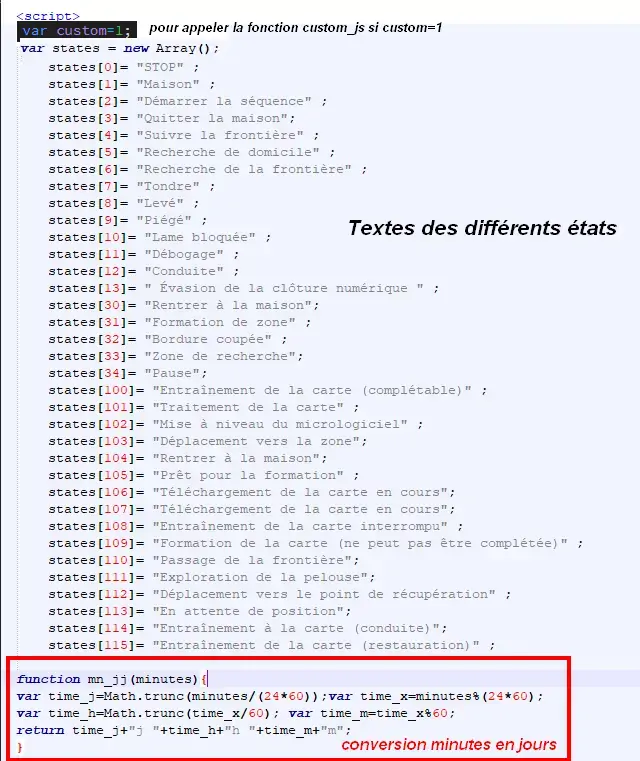 <script>
var custom=1; pour appeler la fonction custom_js si custom=1
var states = new Array();
states[0]= "STOP" ;
states[1]= "Maison" ;
states[2]= "Démarrer la séquence" ;
states[3]= "Quitter la maison";
states[4]= "Suivre la frontière" ;
states[5]= "Recherche de domicile" ;
states[6]= "Recherche de la frontière" ;
states[7]= "Tondre" ;
states[8]= "Levé" ;
states[9]= "Piégé" ;
Textes des différents états
states[10]= "Lame bloquée" ;
states[11]= "Débogage" ;
states[12]= "Conduite" ;
states[13]= " Évasion de la clôture numérique " ;
states[30]= "Rentrer à la maison";
states[31]= "Formation de zone" ;
states[32]= "Bordure coupée" ;
states[33]= "Zone de recherche";
states[34]= "Pause";
states[100]= "Entraînement de la carte (complétable)" ;
states[101]= "Traitement de la carte" ;
states[102]= "Mise à niveau du micrologiciel" ;
states[103]= "Déplacement vers la zone";
states[104]= "Rentrer à la maison";
states[105]= "Prêt pour la formation" ;
states[106]= "Téléchargement de la carte en cours";
states[107]= "Téléchargement de la carte en cours";
states[108]= "Entraînement de la carte interrompu" ;
states[109]= "Formation de la carte (ne peut pas être complétée)" ;
states[110]= "Passage de la frontière";
states[111]= "Exploration de la pelouse";
states[112]= "Déplacement vers le point de récupération" ;
states[113]= "En attente de position";
states[114]= "Entraînement à la carte (conduite)";
states[115]= "Entraînement de la carte (restauration)" ;
function mn_jj(minutes){
var time_j=Math.trunc(minutes/(24*60));var time_x=minutes%(24*60);
var time_h=Math.trunc(time_x/60); var time_m=time_x%60;
return time_j+"j "+time_h+"h "+time_m+"m";
} conversion minutes en jours